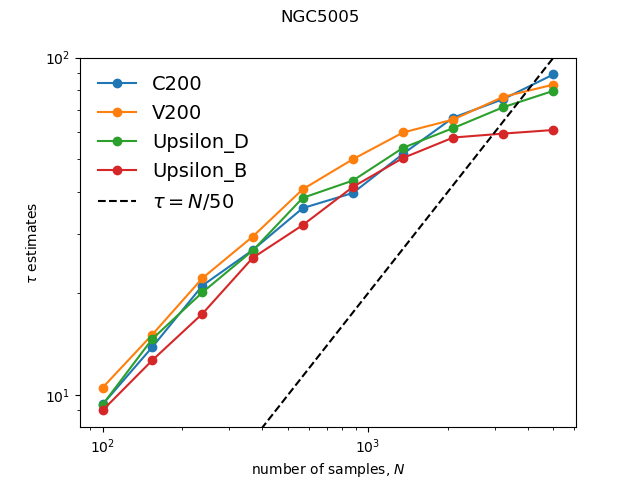 NGC5005
10²
C200
V200
Upsilon_D
Upsilon_B
τ = N/50
τ estimates
10¹
10² 10³
number of samples, N